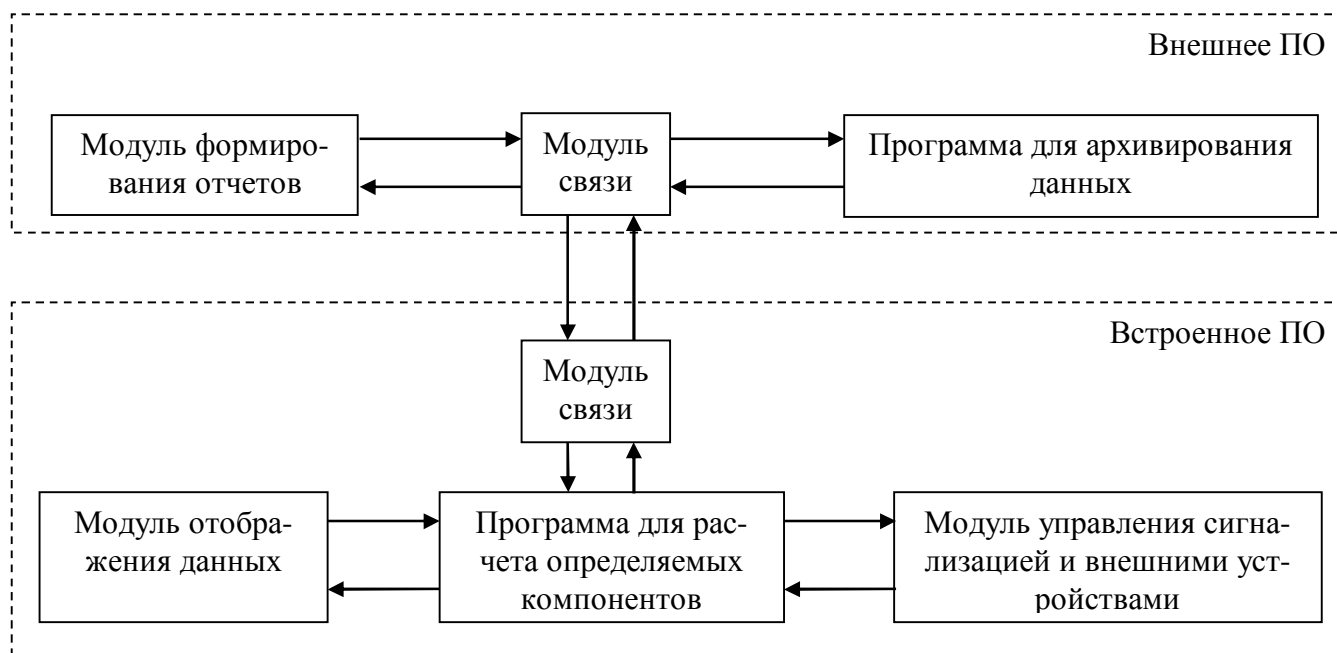 Внешнее ПО
Модуль формиро-
вания отчетов
Модуль
связи
Программа для архивирования
данных
Встроенное ПО
Модуль
связи
Модуль отобра-
жения данных
Программа для рас-
чета определяемых
компонентов
Модуль управления сигна-
лизацией и внешними уст-
ройствами